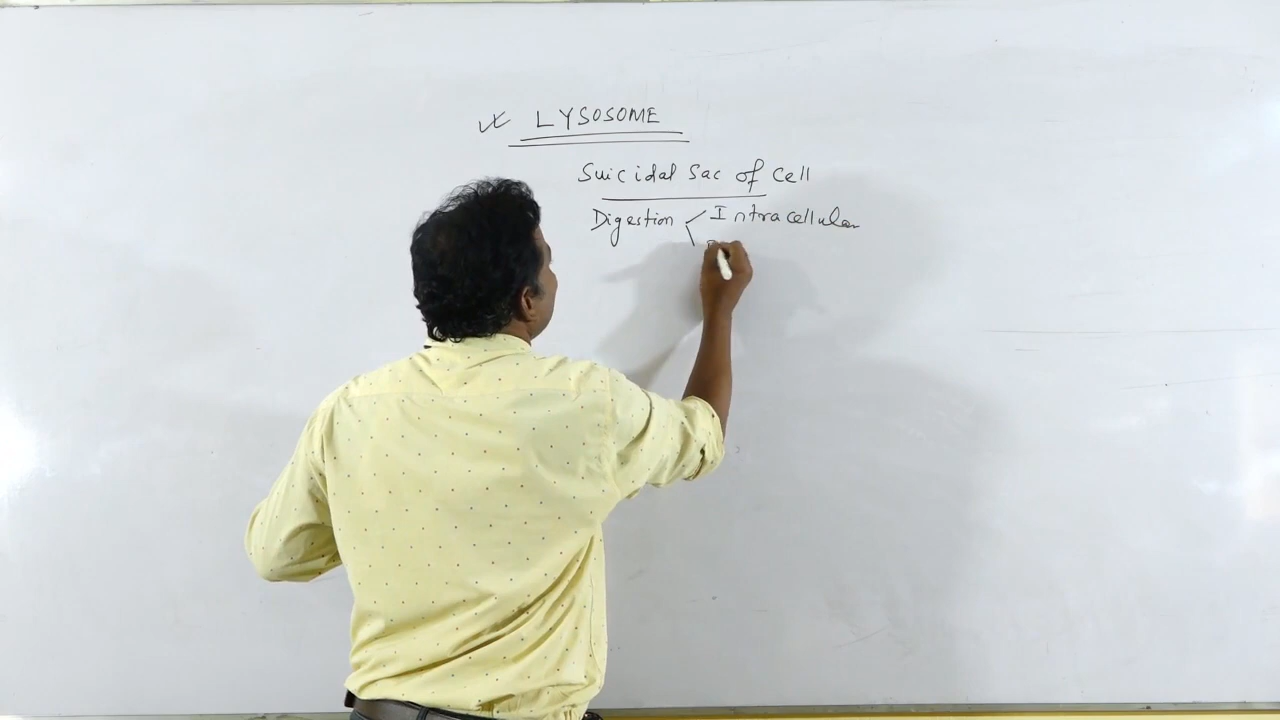 LYSOSOME
Suicidal Sac of Cell
Digestion < Intracellular